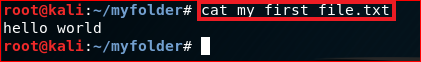 root@kali:~/myfolder# cat my first file.txt
hello world
root@kali:~/myfolder#